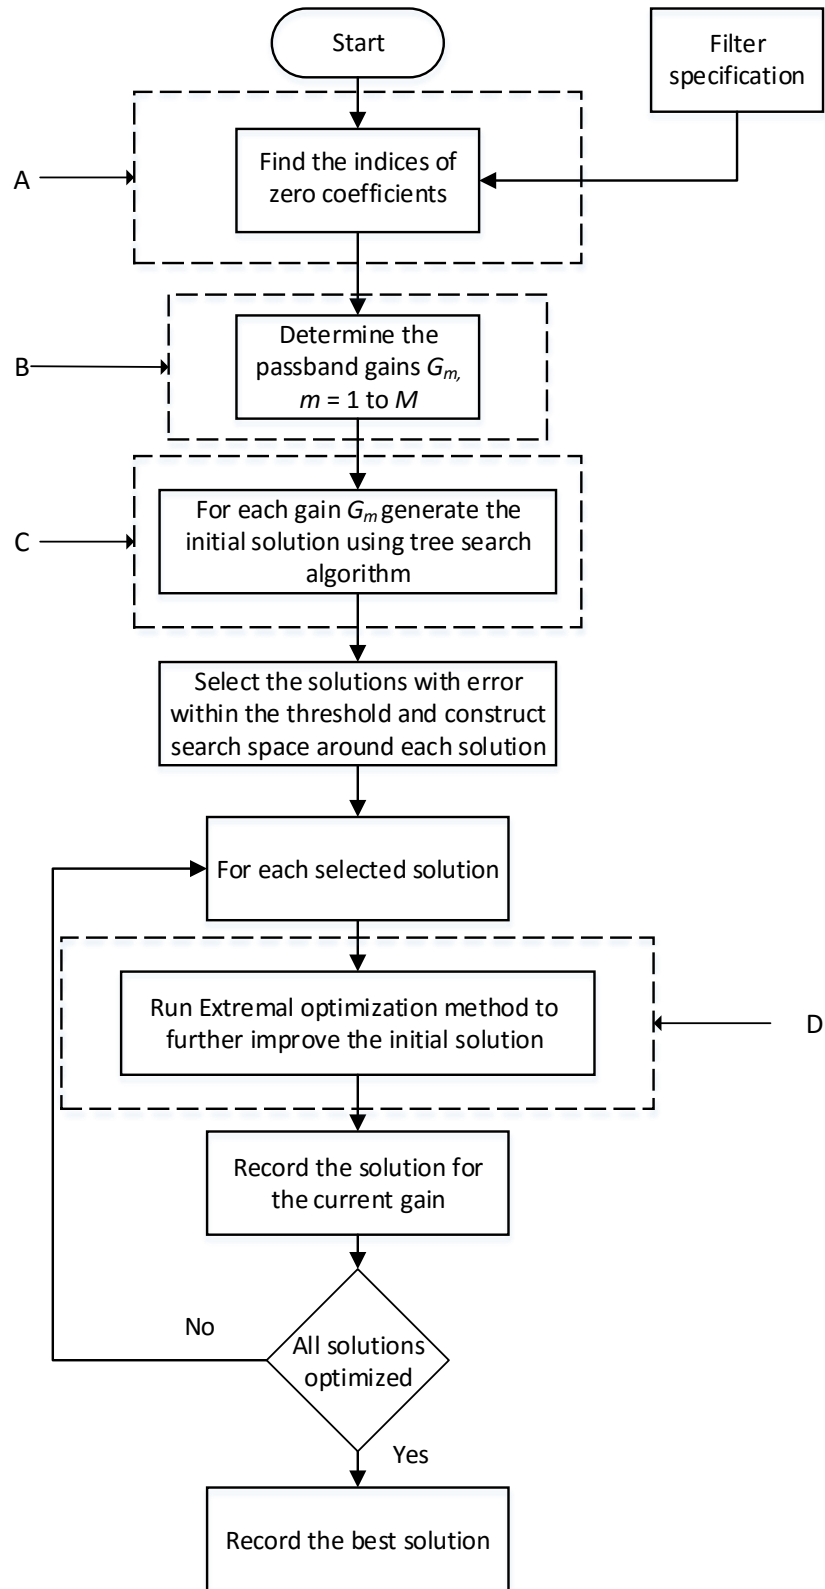 Start
Filter
specification
A
Find the indices of
zero coefficients
B
Determine the
passband gains Gm,
m = 1 to M
C
For each gain Gm generate the
initial solution using tree search
algorithm
Select the solutions with error
within the threshold and construct
search space around each solution
For each selected solution
Run Extremal optimization method to
further improve the initial solution
D
Record the solution for
the current gain
No
All solutions
optimized
Yes
Record the best solution